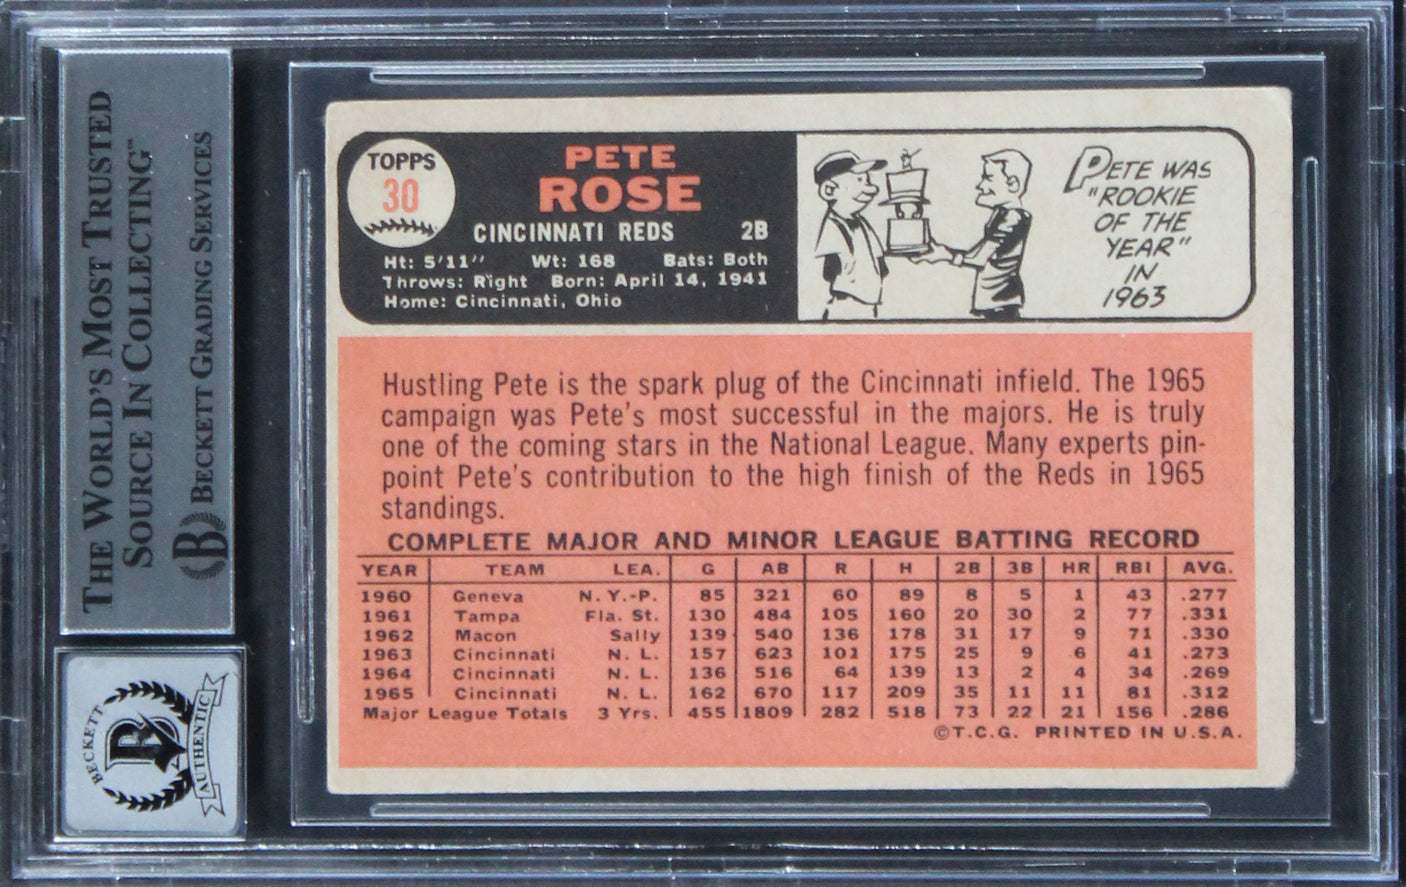 THE WORLD'S MOST TRUSTED
SOURCE IN COLLECTING™
BECKETT GRADING SERVICES
B
BECKETT
B
AUTHENTIC
TOPPS
30
PETE
ROSE
CINCINNATI REDS 2B
Ht: 5'11" Wt: 168 Bats: Both
Throws: Right Born: April 14, 1941
Home: Cincinnati, Ohio
PETE WAS
"ROOKIE
OF THE
YEAR"
IN
1963
Hustling Pete is the spark plug of the Cincinnati infield. The 1965
campaign was Pete's most successful in the majors. He is truly
one of the coming stars in the National League. Many experts pin-
point Pete's contribution to the high finish of the Reds in 1965
standings.
COMPLETE MAJOR AND MINOR LEAGUE BATTING RECORD
YEAR TEAM LEA. G AB R H 2B 3B HR RBI AVG.
1960 Geneva N. Y.-P. 85 321 60 89 8 5 1 43 .277
1961 Tampa Fla. St. 130 484 105 160 20 30 2 77 .331
1962 Macon Sally 139 540 136 178 31 17 9 71 .330
1963 Cincinnati N. L. 157 623 101 175 25 9 6 41 .273
1964 Cincinnati N. L. 136 516 64 139 13 2 4 34 .269
1965 Cincinnati N. L. 162 670 117 209 35 11 11 81 .312
Major League Totals 3 Yrs. 455 1809 282 518 73 22 21 156 .286
©T.C.G. PRINTED IN U.S.A.